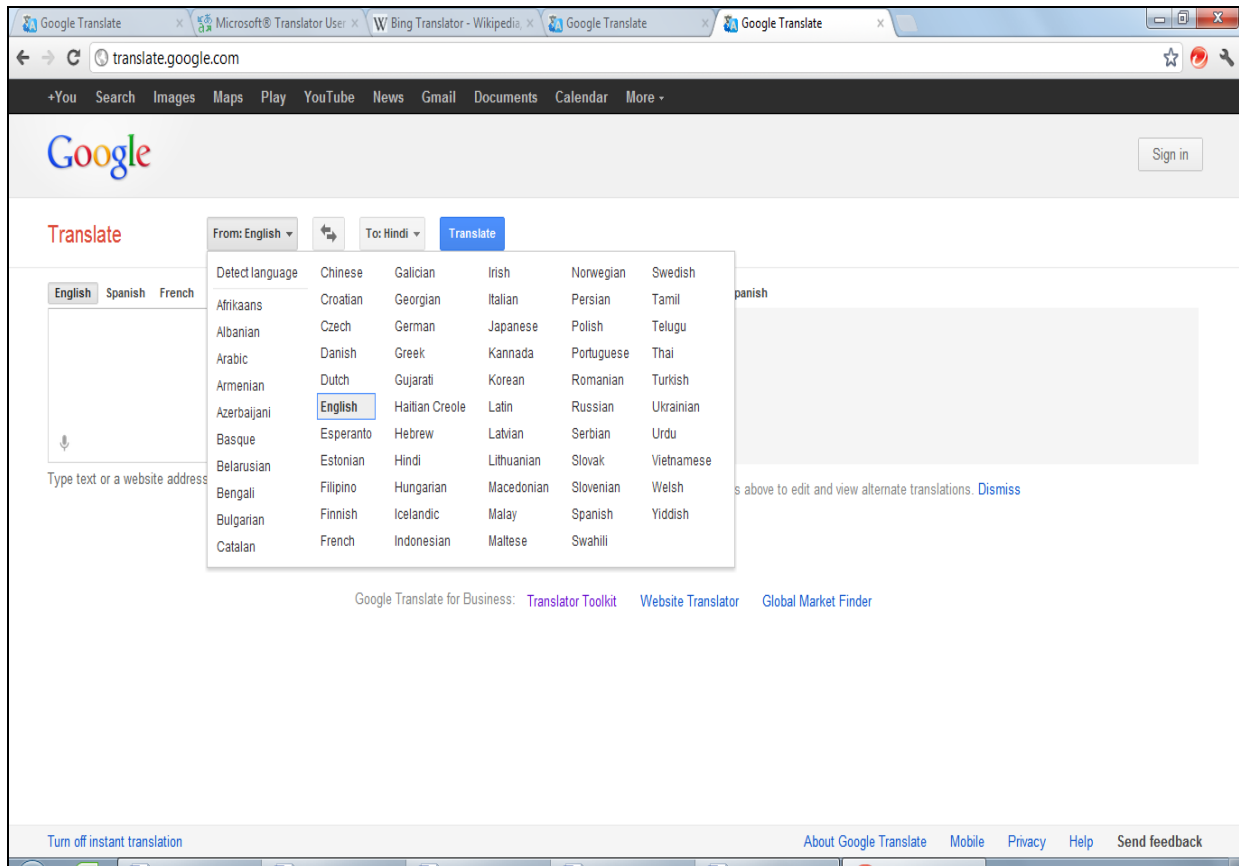 Google Translate Microsoft® Translator User Bing Translator - Wikipedia, Google Translate Google Translate
translate.google.com
+You Search Images Maps Play YouTube News Gmail Documents Calendar More
Google
Sign in
Translate From: English To: Hindi Translate
Detect language Chinese Galician Irish Norwegian Swedish
English Spanish French panish
Afrikaans Croatian Georgian Italian Persian Tamil
Albanian Czech German Japanese Polish Telugu
Arabic Danish Greek Kannada Portuguese Thai
Armenian Dutch Gujarati Korean Romanian Turkish
Azerbaijani English Haitian Creole Latin Russian Ukrainian
Basque Esperanto Hebrew Latvian Serbian Urdu
Belarusian Estonian Hindi Lithuanian Slovak Vietnamese
Bengali Filipino Hungarian Macedonian Slovenian Welsh
Bulgarian Finnish Icelandic Malay Spanish Yiddish
Catalan French Indonesian Maltese Swahili
Type text or a website address s above to edit and view alternate translations. Dismiss
Google Translate for Business: Translator Toolkit Website Translator Global Market Finder
Turn off instant translation About Google Translate Mobile Privacy Help Send feedback